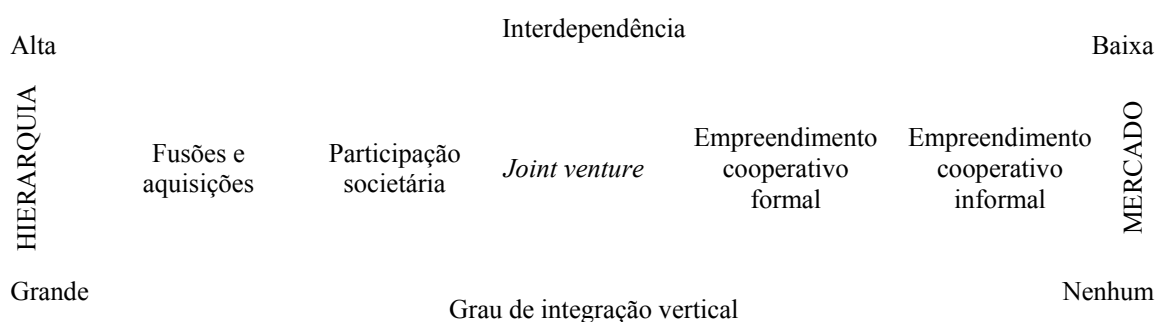 Interdependência
Alta
Baixa
HIERARQUIA
Fusões e
aquisições
Participação
societária
Joint venture
Empreendimento
cooperativo
formal
Empreendimento
cooperativo
informal
MERCADO
Grande
Nenhum
Grau de integração vertical